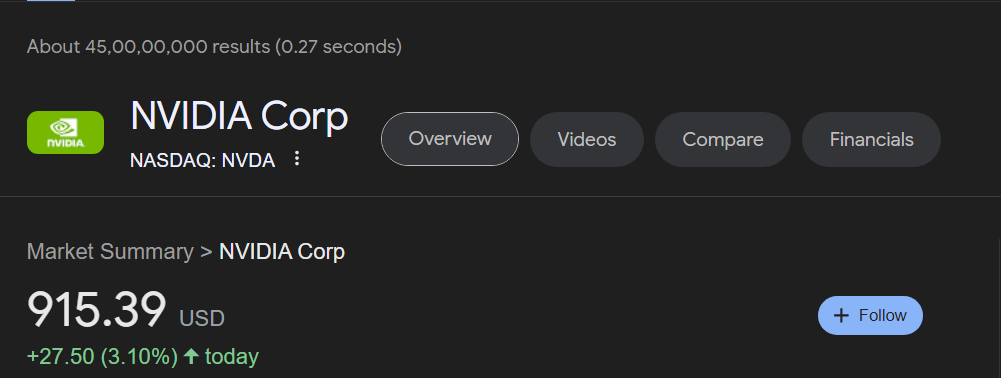 About 45,00,00,000 results (0.27 seconds)
NVIDIA
NVIDIA Corp
NASDAQ: NVDA
Overview
Videos
Compare
Financials
Market Summary > NVIDIA Corp
915.39 USD
+ Follow
+27.50 (3.10%) ↑ today